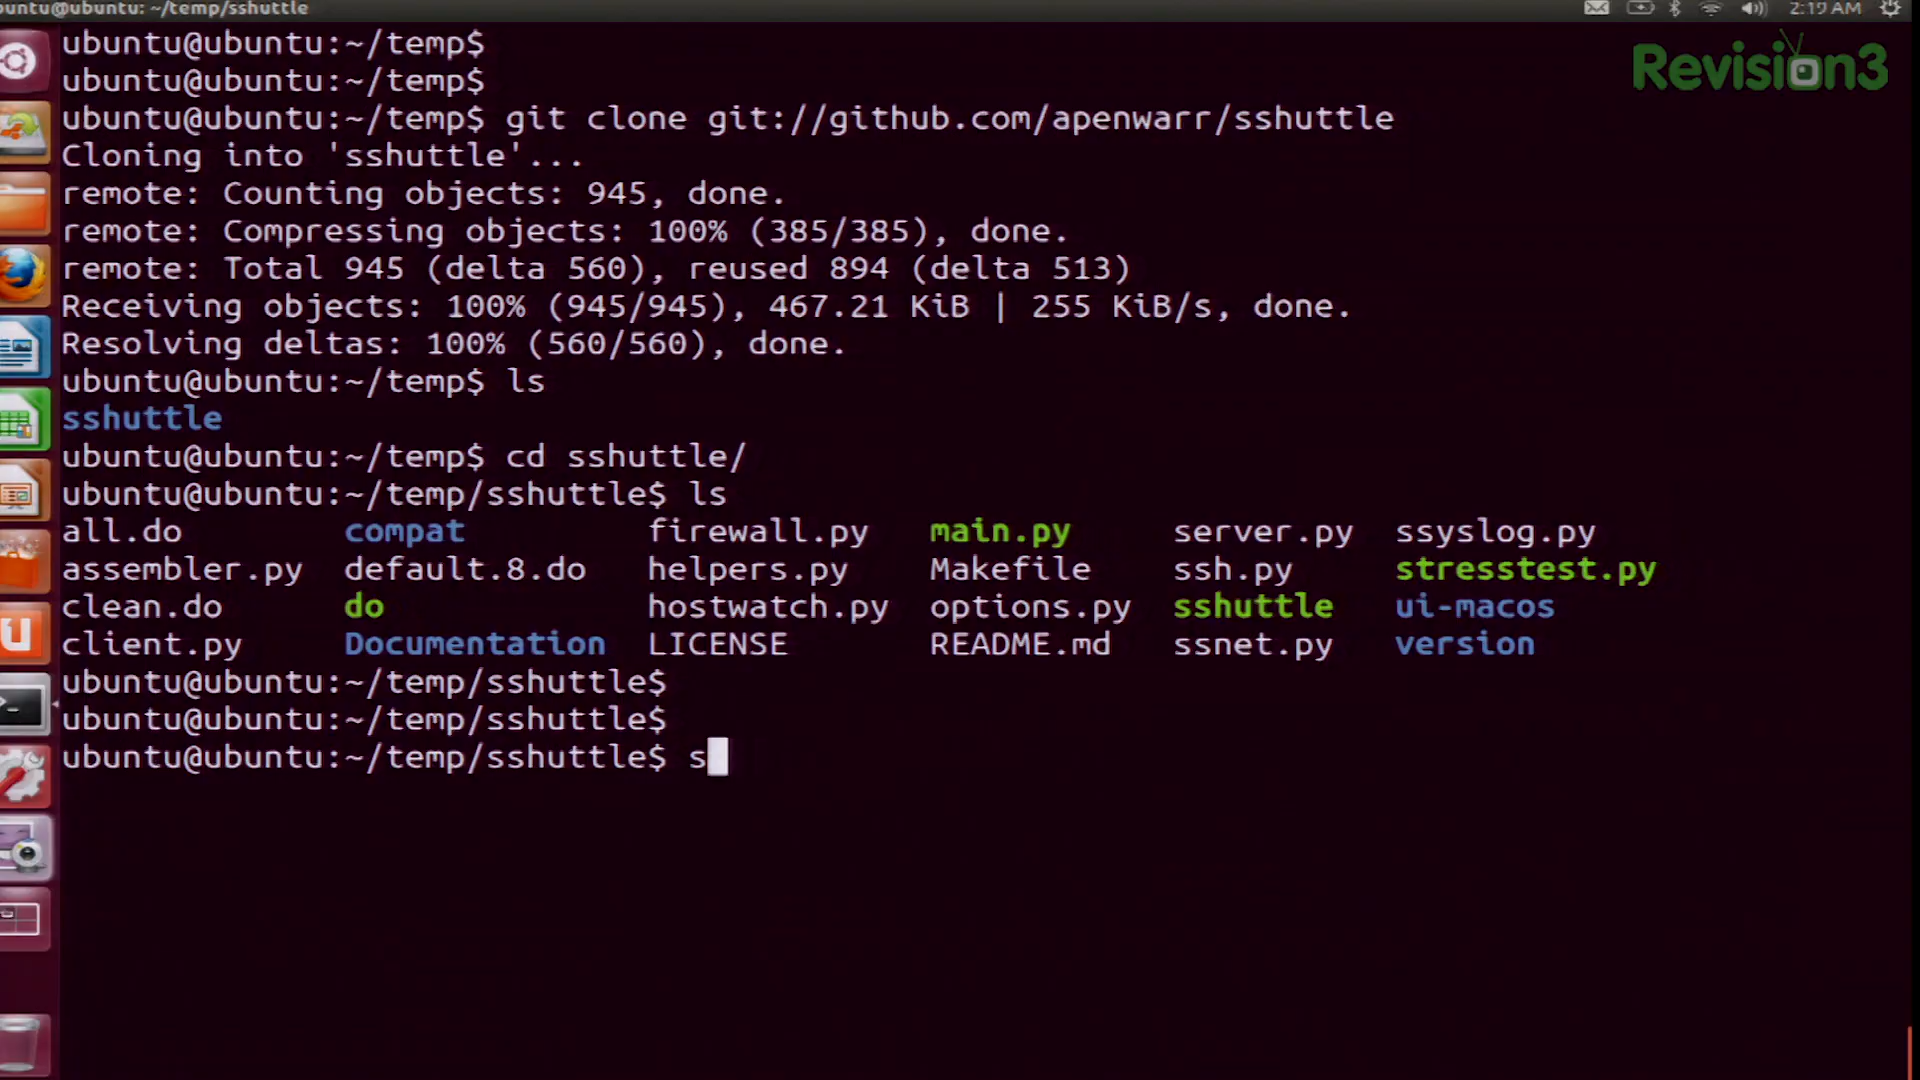 ubuntu@ubuntu: ~/temp/sshuttle
2:19 AM
Revision3
ubuntu@ubuntu:~/temp$
ubuntu@ubuntu:~/temp$
ubuntu@ubuntu:~/temp$ git clone git://github.com/apenwarr/sshuttle
Cloning into 'sshuttle'...
remote: Counting objects: 945, done.
remote: Compressing objects: 100% (385/385), done.
remote: Total 945 (delta 560), reused 894 (delta 513)
Receiving objects: 100% (945/945), 467.21 KiB | 255 KiB/s, done.
Resolving deltas: 100% (560/560), done.
ubuntu@ubuntu:~/temp$ ls
sshuttle
ubuntu@ubuntu:~/temp$ cd sshuttle/
ubuntu@ubuntu:~/temp/sshuttle$ ls
all.do compat firewall.py main.py server.py ssyslog.py
assembler.py default.8.do helpers.py Makefile ssh.py stresstest.py
clean.do do hostwatch.py options.py sshuttle ui-macos
client.py Documentation LICENSE README.md ssnet.py version
ubuntu@ubuntu:~/temp/sshuttle$
ubuntu@ubuntu:~/temp/sshuttle$
ubuntu@ubuntu:~/temp/sshuttle$ s